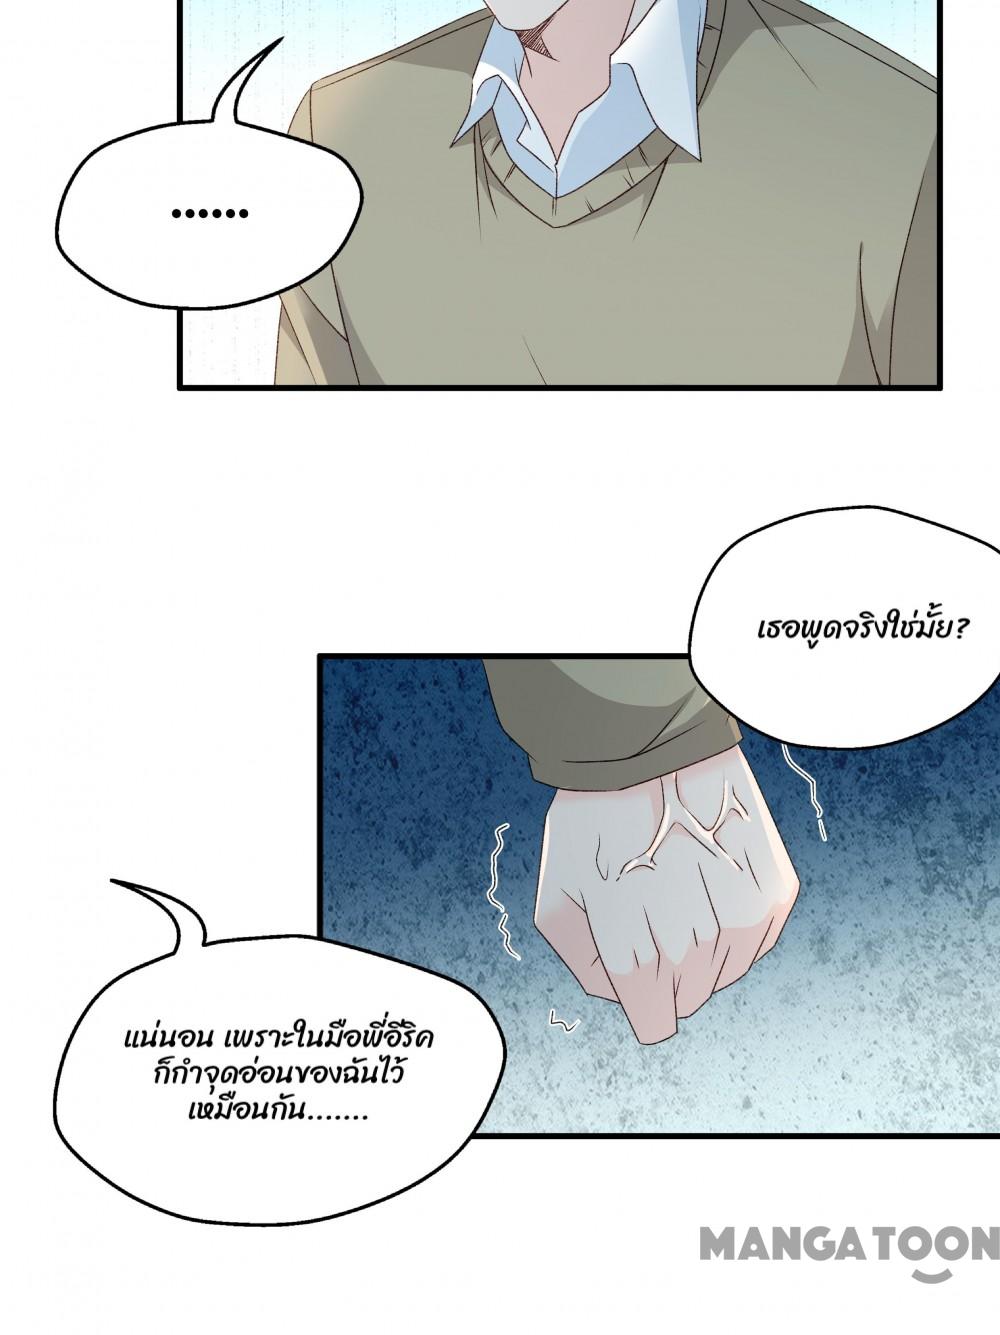 ......
เธอพูดจริงใช่มั้ย?
แน่นอน เพราะในมือพี่อีริค
ก็กำจุดอ่อนของฉันไว้
เหมือนกัน.......
MANGATOON